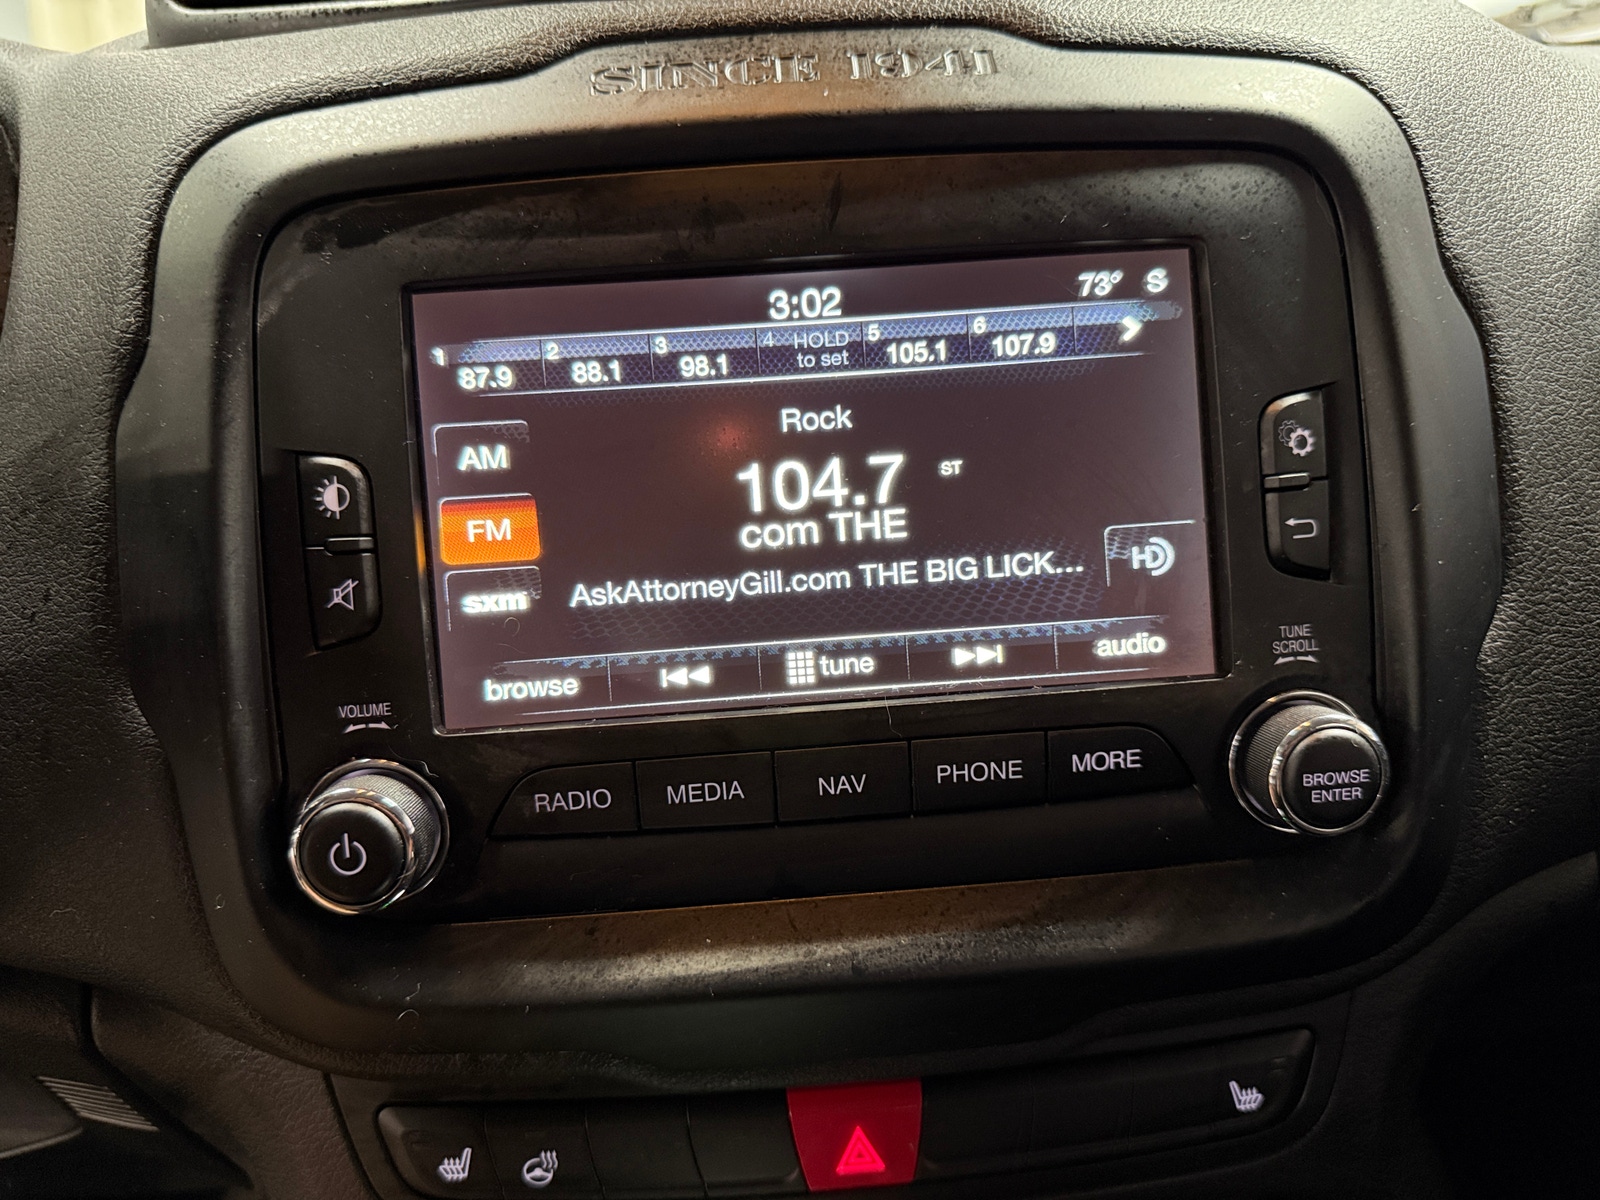 SINCE 1941
3:02
73° S
1 87.9
2 88.1
3 98.1
4 HOLD to set
5 105.1
6 107.9
Rock
AM
104.7 ST
com THE
FM
HD
AskAttorneyGill.com THE BIG LICK...
sxm
browse
tune
audio
VOLUME
TUNE
SCROLL
RADIO
MEDIA
NAV
PHONE
MORE
BROWSE
ENTER